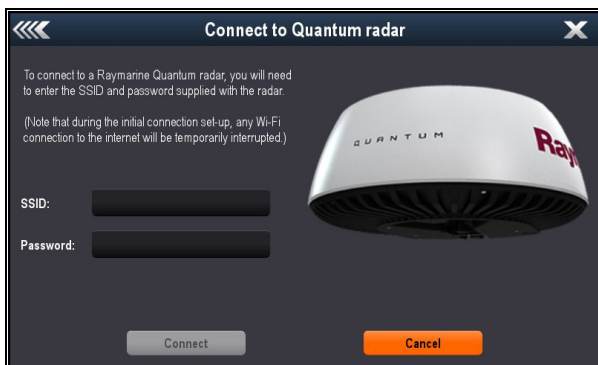 Connect to Quantum radar
To connect to a Raymarine Quantum radar, you will need
to enter the SSID and password supplied with the radar.
(Note that during the initial connection set-up, any Wi-Fi
connection to the internet will be temporarily interrupted.)
QUANTUM
Ray
SSID:
Password:
Connect
Cancel